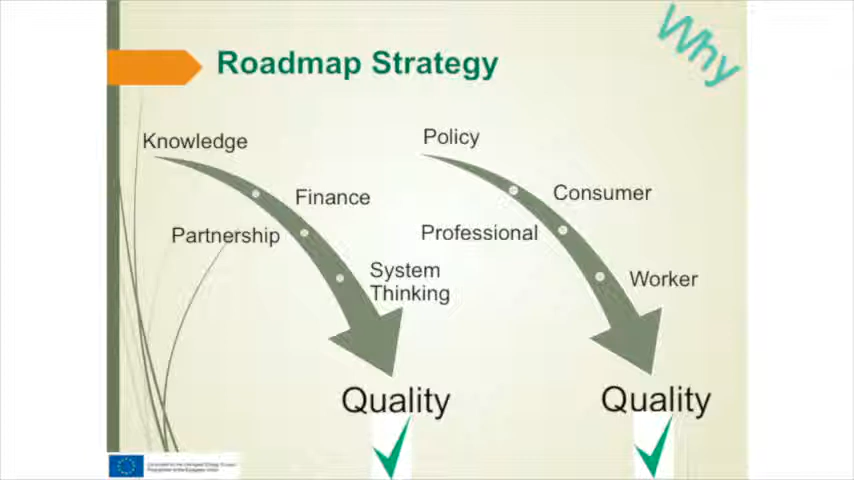 Why
Roadmap Strategy
Knowledge
Finance
Partnership
System
Thinking
Quality
Policy
Consumer
Professional
Worker
Quality